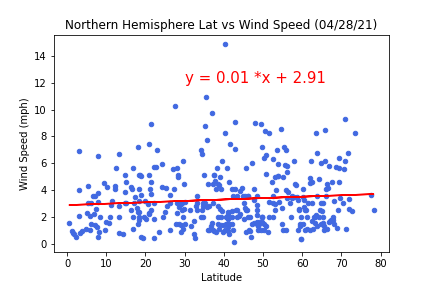 Northern Hemisphere Lat vs Wind Speed (04/28/21)
14
y = 0.01 *x + 2.91
12
10
8
6
4
2
0
Wind Speed (mph)
0 10 20 30 40 50 60 70 80
Latitude